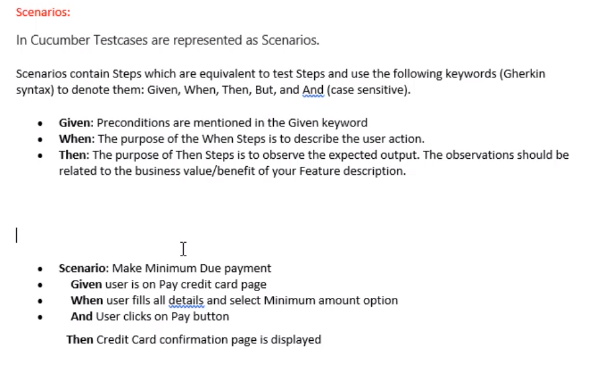 Scenarios:
In Cucumber Testcases are represented as Scenarios.
Scenarios contain Steps which are equivalent to test Steps and use the following keywords (Gherkin
syntax) to denote them: Given, When, Then, But, and And (case sensitive).
• Given: Preconditions are mentioned in the Given keyword
• When: The purpose of the When Steps is to describe the user action.
• Then: The purpose of Then Steps is to observe the expected output. The observations should be
related to the business value/benefit of your Feature description.
• Scenario: Make Minimum Due payment
• Given user is on Pay credit card page
• When user fills all details and select Minimum amount option
• And User clicks on Pay button
Then Credit Card confirmation page is displayed